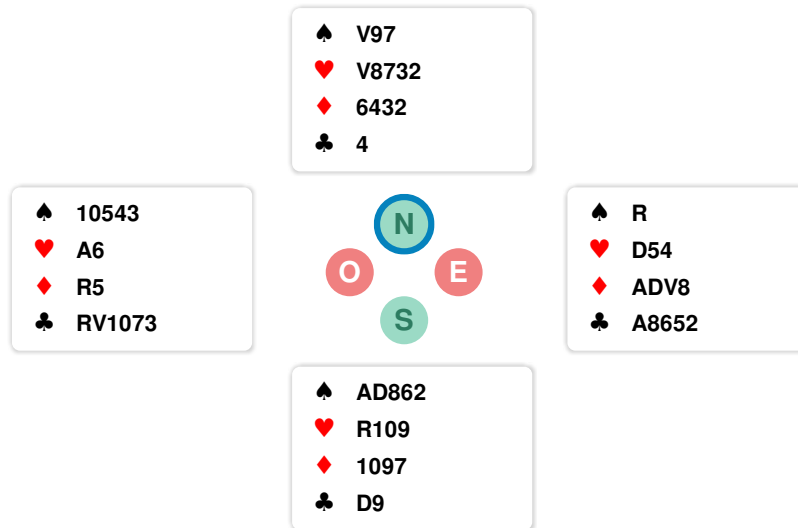 ♠ V97
♥ V8732
♦ 6432
♣ 4
♠ 10543
♥ A6
♦ R5
♣ RV1073
N
O E
S
♠ R
♥ D54
♦ ADV8
♣ A8652
♠ AD862
♥ R109
♦ 1097
♣ D9